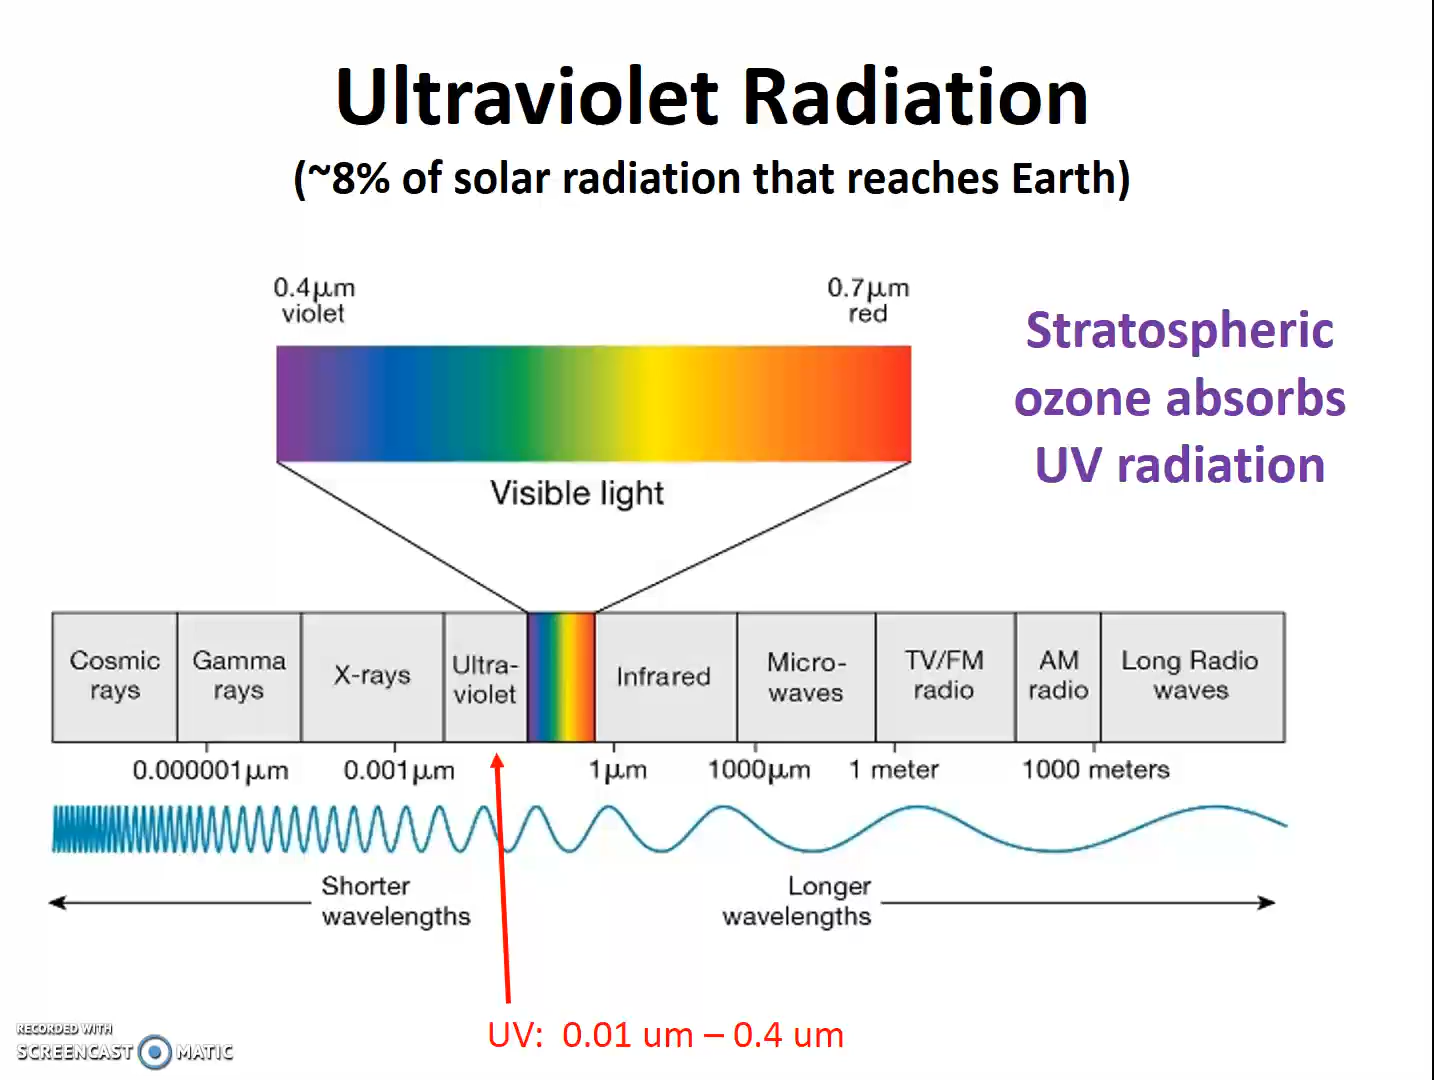 Ultraviolet Radiation
(~8% of solar radiation that reaches Earth)
0.4μm
violet
0.7μm
red
Stratospheric
ozone absorbs
UV radiation
Visible light
Cosmic
rays
Gamma
rays
X-rays
Ultra-
violet
Infrared
Micro-
waves
TV/FM
radio
AM
radio
Long Radio
waves
0.000001μm
0.001μm
1μm
1000μm
1 meter
1000 meters
Shorter
wavelengths
Longer
wavelengths
UV:  0.01 um – 0.4 um
RECORDED WITH
SCREENCAST MATIC